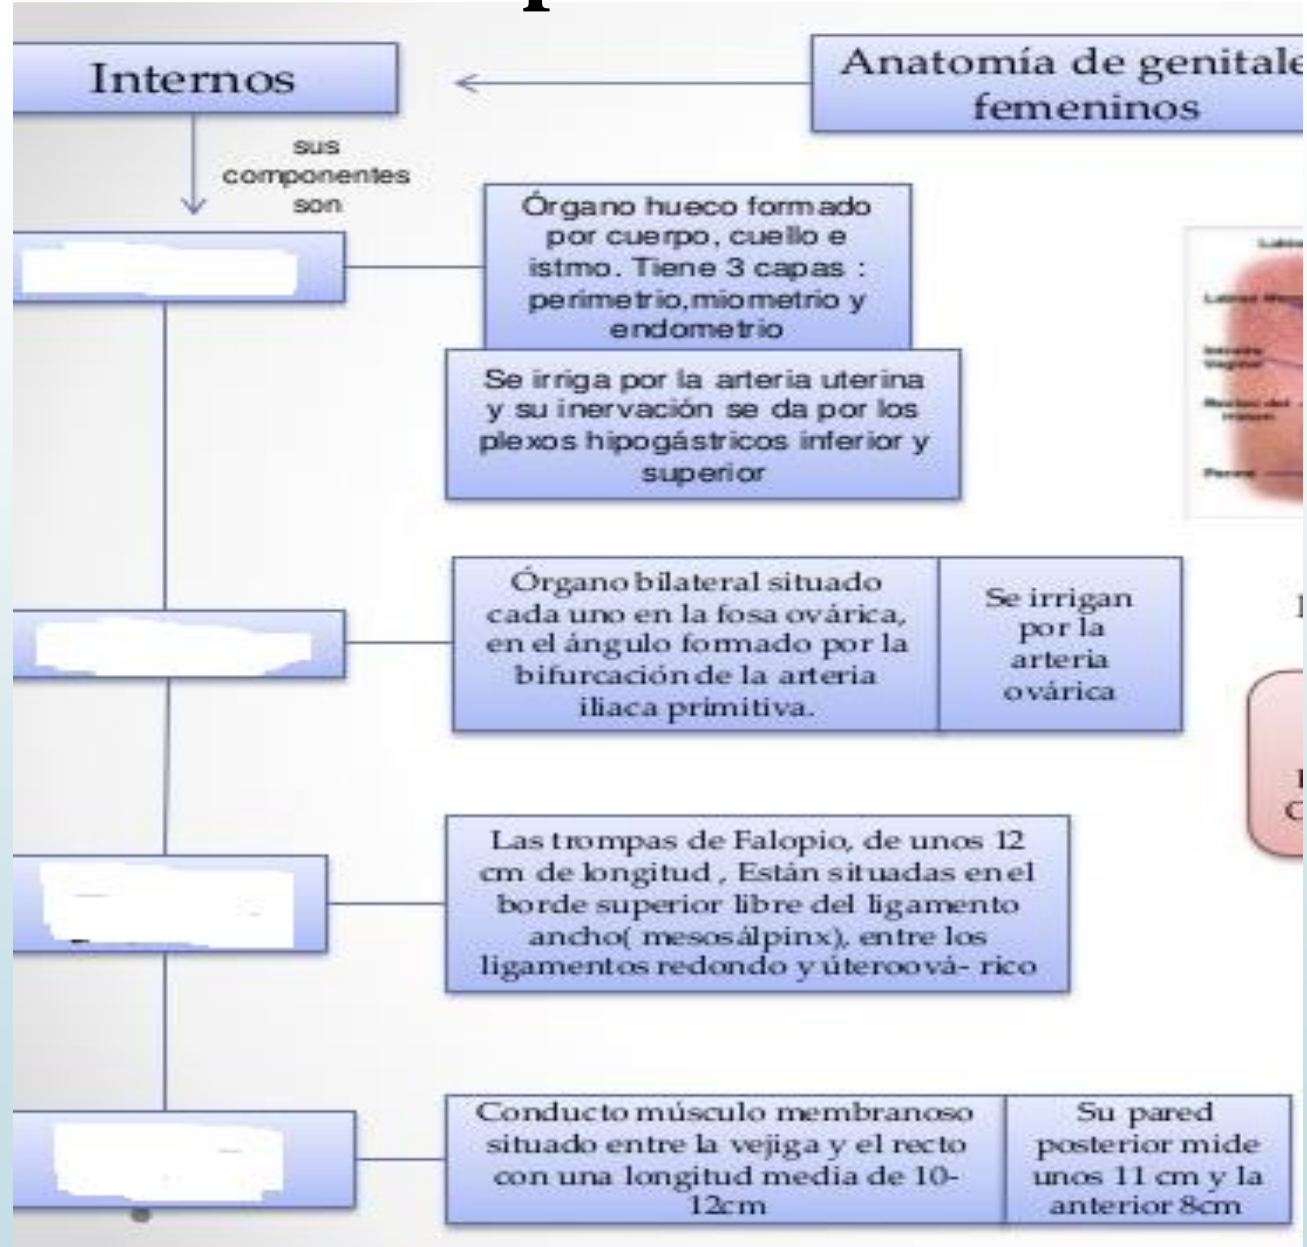 Internos
Anatomía de genitale
femeninos
sus
componentes
son
Órgano hueco formado
por cuerpo, cuello e
istmo. Tiene 3 capas :
perimetrio,miometrio y
endometrio
Se irriga por la arteria uterina
y su inervación se da por los
plexos hipogástricos inferior y
superior
Órgano bilateral situado
cada uno en la fosa ovárica,
en el ángulo formado por la
bifurcación de la arteria
iliaca primitiva.
Se irrigan
por la
arteria
ovárica
Las trompas de Falopio, de unos 12
cm de longitud , Están situadas en el
borde superior libre del ligamento
ancho( mesosálpinx), entre los
ligamentos redondo y úteroová- rico
Conducto músculo membranoso
situado entre la vejiga y el recto
con una longitud media de 10-
12cm
Su pared
posterior mide
unos 11 cm y la
anterior 8cm